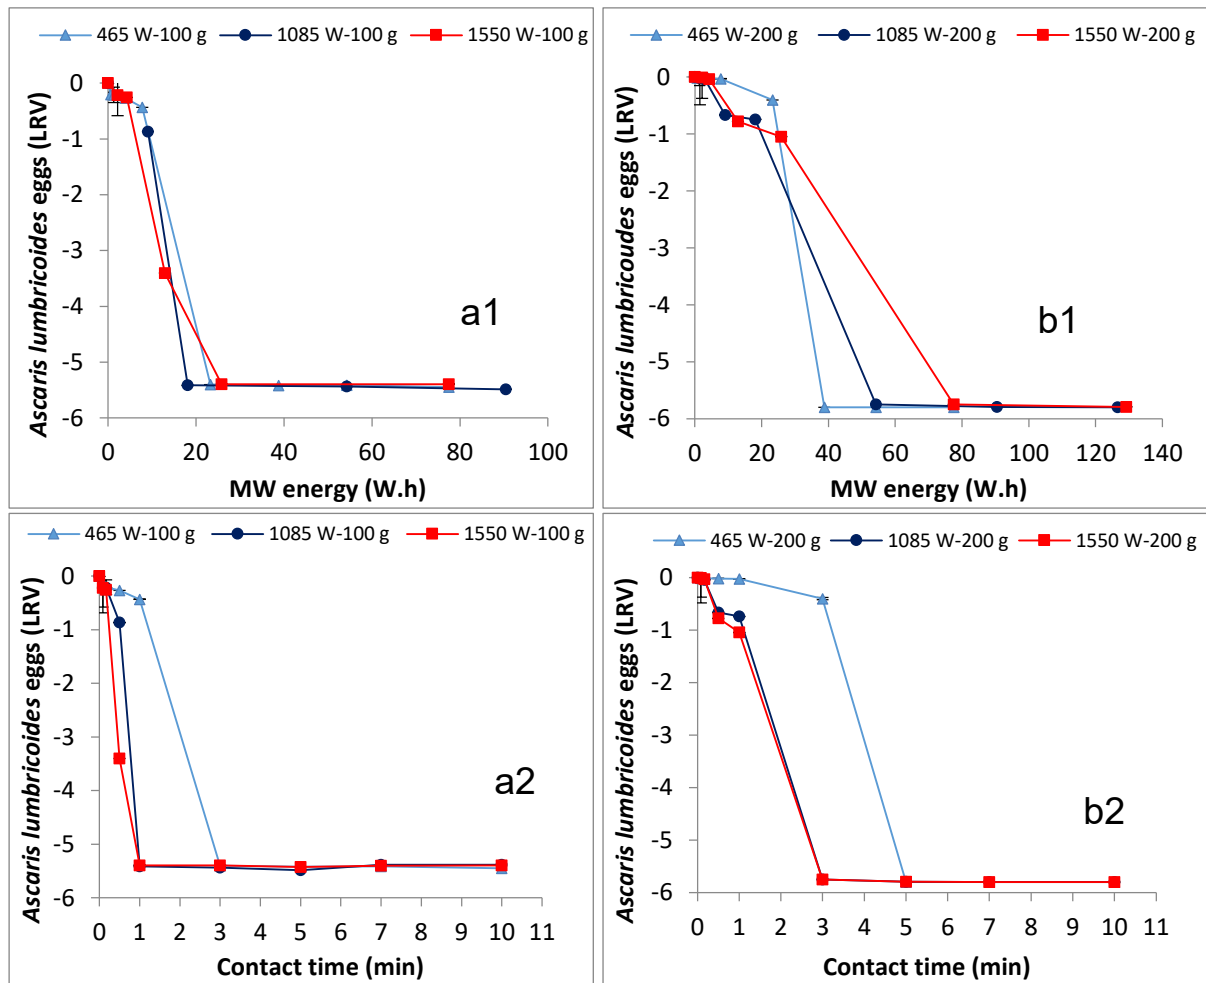 465 W-100 g 1085 W-100 g 1550 W-100 g
0
-1
-2
-3
-4
-5
-6
0 20 40 60 80 100
Ascaris lumbricoides eggs (LRV)
MW energy (W.h)
a1
465 W-200 g 1085 W-200 g 1550 W-200 g
0
-1
-2
-3
-4
-5
-6
0 20 40 60 80 100 120 140
Ascaris lumbricoudes eggs (LRV)
MW energy (W.h)
b1
465 W-100 g 1085 W-100 g 1550 W-100 g
0
-1
-2
-3
-4
-5
-6
0 1 2 3 4 5 6 7 8 9 10 11
Ascaris lumbricoides eggs (LRV)
Contact time (min)
a2
465 W-200 g 1085 W-200 g 1550 W-200 g
0
-1
-2
-3
-4
-5
-6
0 1 2 3 4 5 6 7 8 9 10 11
Ascaris lumbricoides eggs (LRV)
Contact time (min)
b2